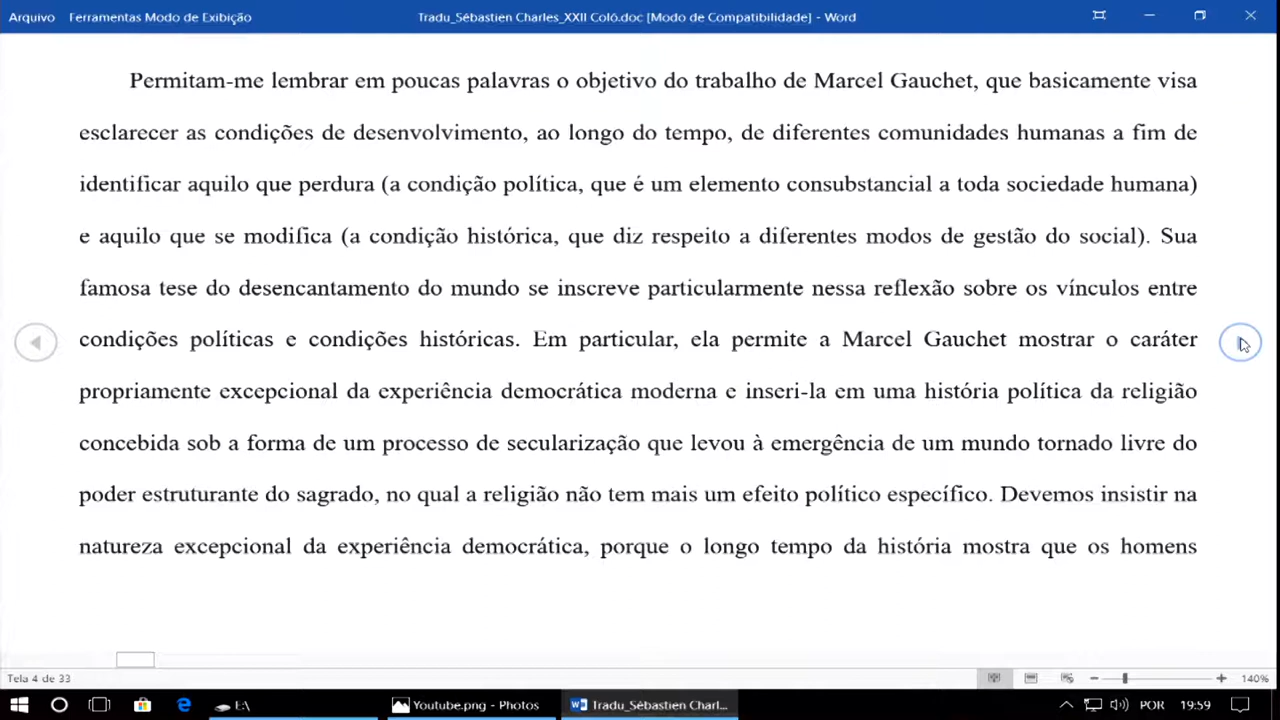 Arquivo Ferramentas Modo de Exibição Tradu_Sébastien Charles_XXII Coló.doc [Modo de Compatibilidade] - Word
Permitam-me lembrar em poucas palavras o objetivo do trabalho de Marcel Gauchet, que basicamente visa
esclarecer as condições de desenvolvimento, ao longo do tempo, de diferentes comunidades humanas a fim de
identificar aquilo que perdura (a condição política, que é um elemento consubstancial a toda sociedade humana)
e aquilo que se modifica (a condição histórica, que diz respeito a diferentes modos de gestão do social). Sua
famosa tese do desencantamento do mundo se inscreve particularmente nessa reflexão sobre os vínculos entre
condições políticas e condições históricas. Em particular, ela permite a Marcel Gauchet mostrar o caráter
propriamente excepcional da experiência democrática moderna e inseri-la em uma história política da religião
concebida sob a forma de um processo de secularização que levou à emergência de um mundo tornado livre do
poder estruturante do sagrado, no qual a religião não tem mais um efeito político específico. Devemos insistir na
natureza excepcional da experiência democrática, porque o longo tempo da história mostra que os homens
Tela 4 de 33 140%
E:\ Youtube.png - Photos Tradu_Sébastien Charl... POR 19:59